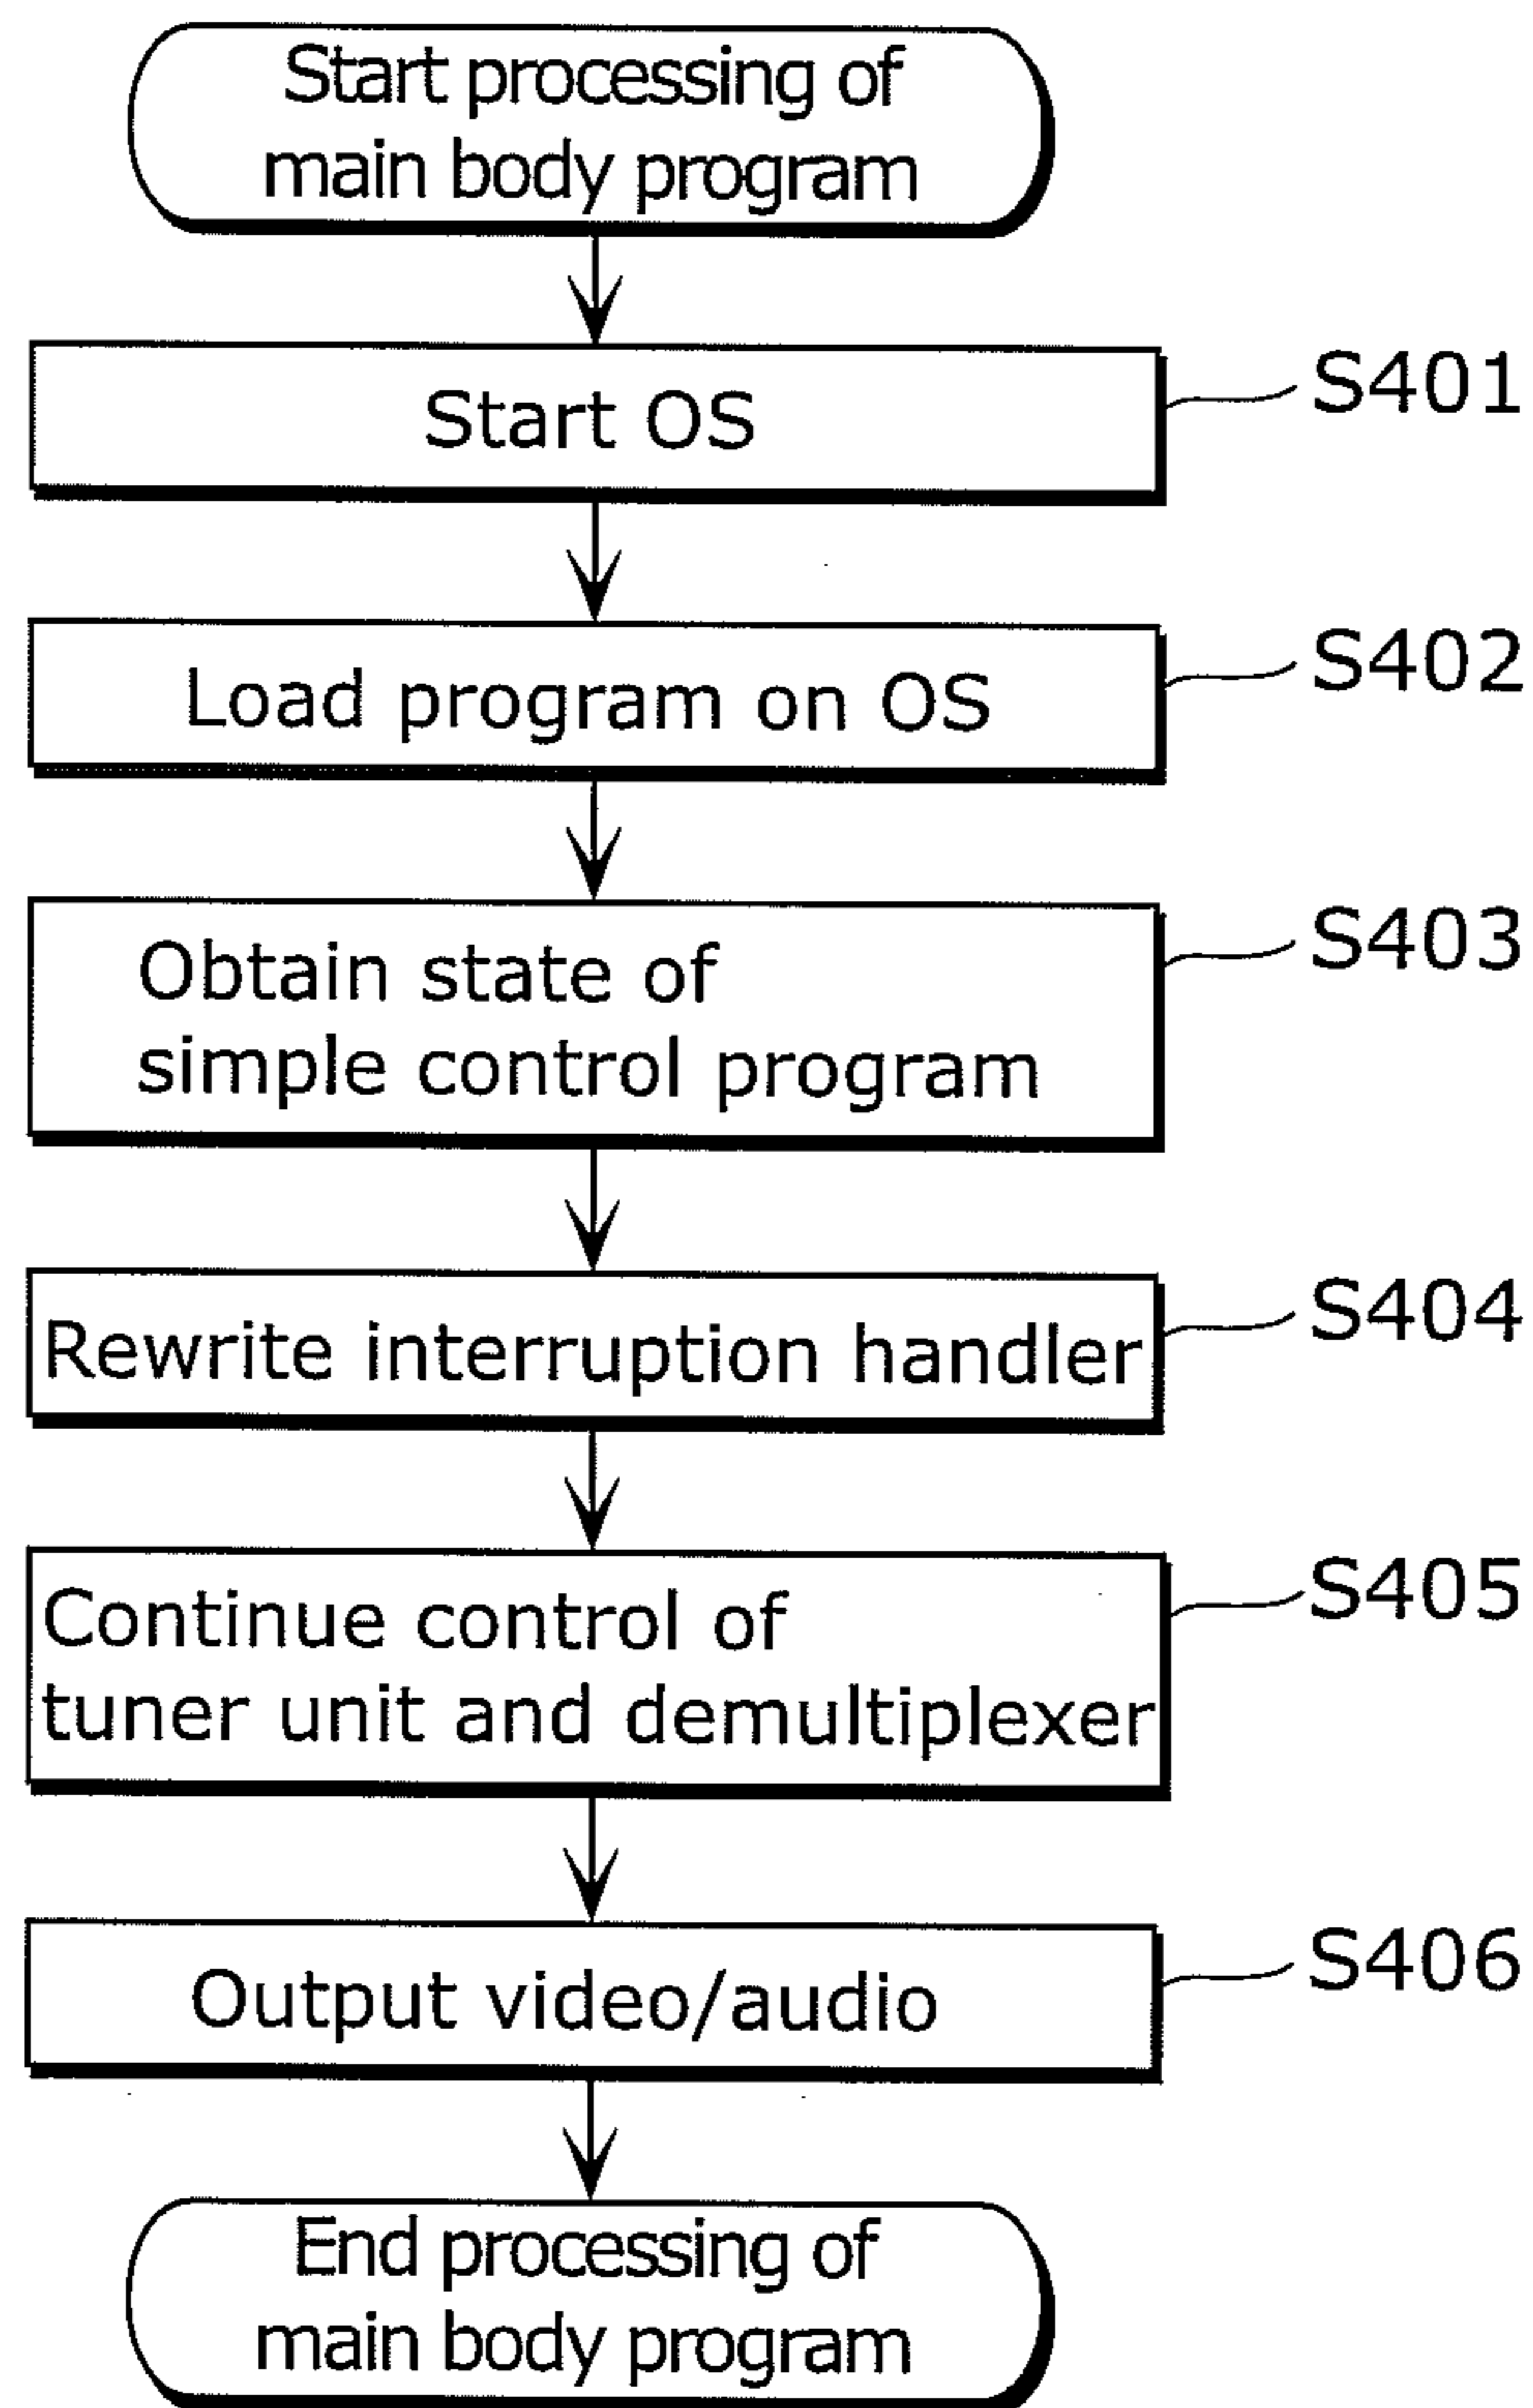 Start processing of
main body program
Start OS
S401
Load program on OS
S402
Obtain state of
simple control program
S403
Rewrite interruption handler
S404
Continue control of
tuner unit and demultiplexer
S405
Output video/audio
S406
End processing of
main body program